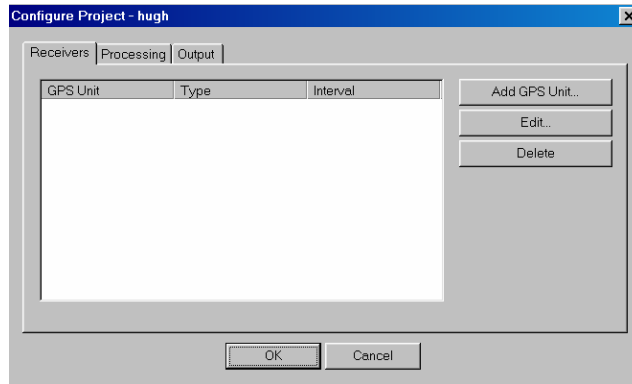 Configure Project - hugh
Receivers Processing Output
GPS Unit Type Interval
Add GPS Unit...
Edit...
Delete
OK Cancel